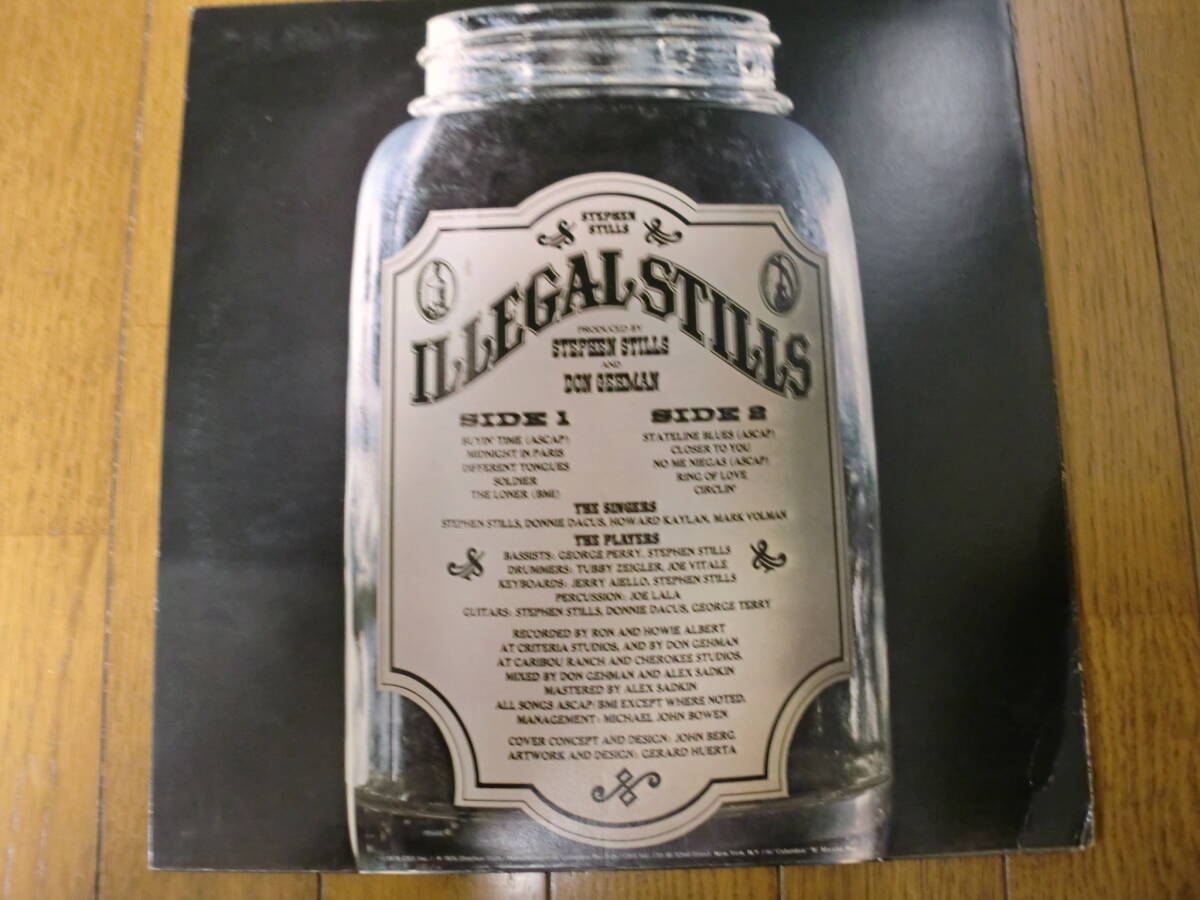 STEPHEN
STILLS
ILLEGAL STILLS
PRODUCED BY
STEPHEN STILLS
AND
DON GEHMAN
SIDE 1
BUYIN' TIME (ASCAP)
MIDNIGHT IN PARIS
DIFFERENT TONGUES
SOLDIER
THE LONER (BMI)
SIDE 2
STATELINE BLUES (ASCAP)
CLOSER TO YOU
NO ME NIEGAS (ASCAP)
RING OF LOVE
CIRCLIN'
THE SINGERS
STEPHEN STILLS, DONNIE DACUS, HOWARD KAYLAN, MARK VOLMAN
THE PLAYERS
BASSISTS: GEORGE PERRY, STEPHEN STILLS
DRUMMERS: TUBBY ZEIGLER, JOE VITALE
KEYBOARDS: JERRY AIELLO, STEPHEN STILLS
PERCUSSION: JOE LALA
GUITARS: STEPHEN STILLS, DONNIE DACUS, GEORGE TERRY
RECORDED BY RON AND HOWIE ALBERT
AT CRITERIA STUDIOS, AND BY DON GEHMAN
AT CARIBOU RANCH AND CHEROKEE STUDIOS.
MIXED BY DON GEHMAN AND ALEX SADKIN
MASTERED BY ALEX SADKIN
ALL SONGS ASCAP/BMI EXCEPT WHERE NOTED.
MANAGEMENT: MICHAEL JOHN BOWEN
COVER CONCEPT AND DESIGN: JOHN BERG
ARTWORK AND DESIGN: GERARD HUERTA